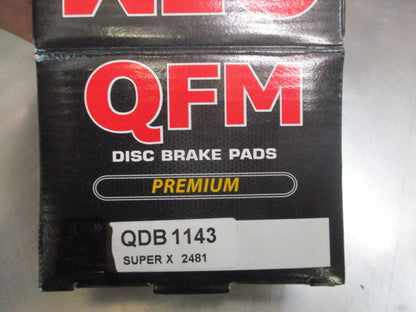 QFM
DISC BRAKE PADS
PREMIUM
QDB 1143
SUPER X 2481